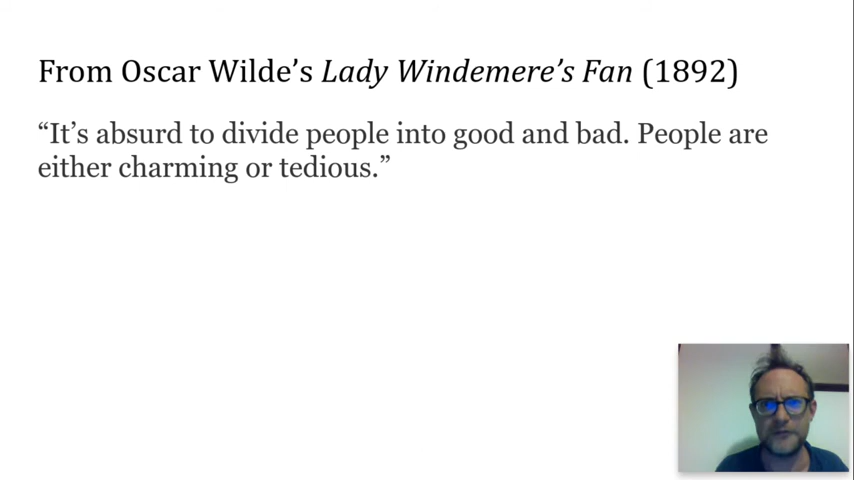 From Oscar Wilde’s Lady Windemere’s Fan (1892)
“It’s absurd to divide people into good and bad. People are
either charming or tedious.”